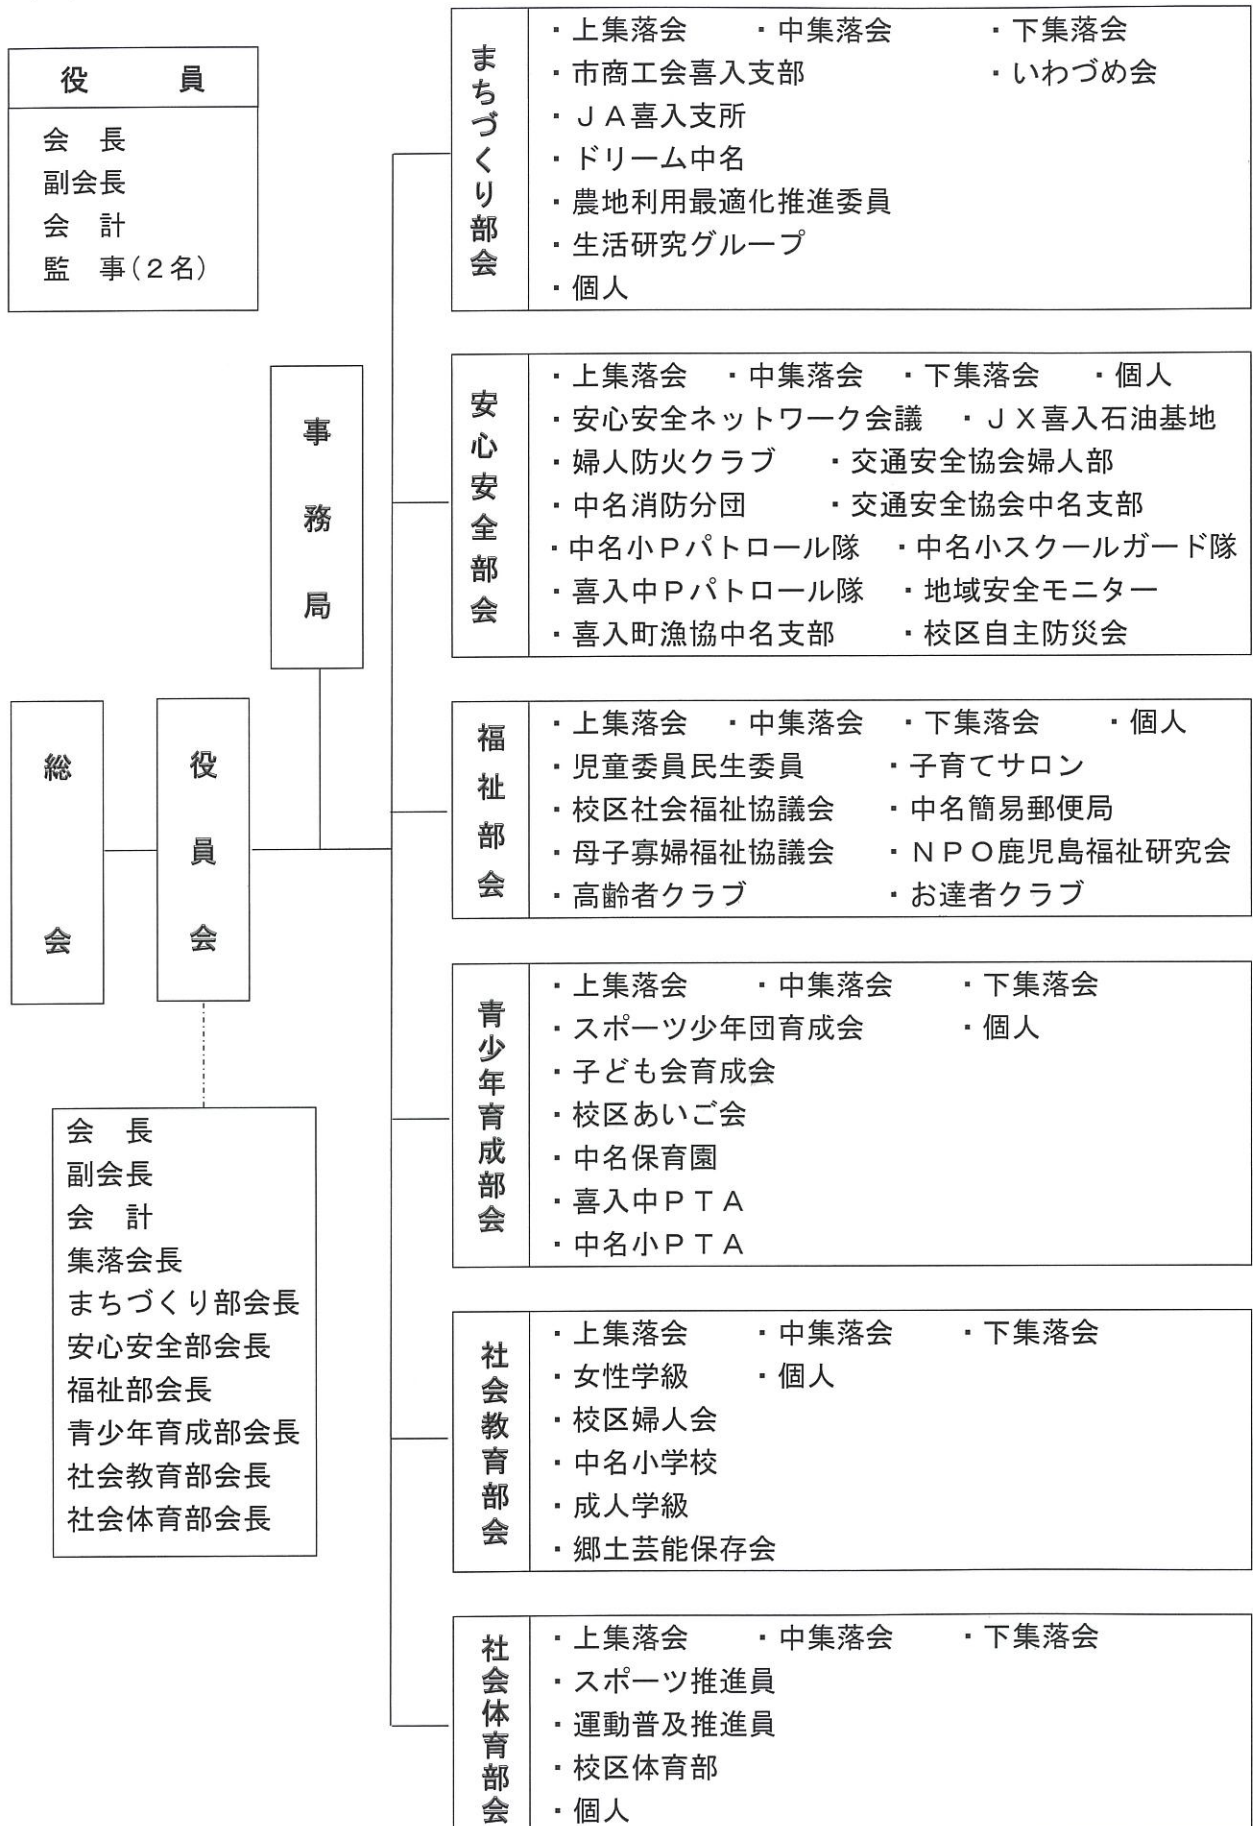 役　員
会　長
副会長
会　計
監　事（２名）
事務局
総会
役員会
会　長
副会長
会　計
集落会長
まちづくり部会長
安心安全部会長
福祉部会長
青少年育成部会長
社会教育部会長
社会体育部会長
まちづくり部会
・上集落会　・中集落会　・下集落会
・市商工会喜入支部　・いわづめ会
・ＪＡ喜入支所
・ドリーム中名
・農地利用最適化推進委員
・生活研究グループ
・個人
安心安全部会
・上集落会　・中集落会　・下集落会　・個人
・安心安全ネットワーク会議　・ＪＸ喜入石油基地
・婦人防火クラブ　・交通安全協会婦人部
・中名消防分団　・交通安全協会中名支部
・中名小Ｐパトロール隊　・中名小スクールガード隊
・喜入中Ｐパトロール隊　・地域安全モニター
・喜入町漁協中名支部　・校区自主防災会
福祉部会
・上集落会　・中集落会　・下集落会　・個人
・児童委員民生委員　・子育てサロン
・校区社会福祉協議会　・中名簡易郵便局
・母子寡婦福祉協議会　・ＮＰＯ鹿児島福祉研究会
・高齢者クラブ　・お達者クラブ
青少年育成部会
・上集落会　・中集落会　・下集落会
・スポーツ少年団育成会　・個人
・子ども会育成会
・校区あいご会
・中名保育園
・喜入中ＰＴＡ
・中名小ＰＴＡ
社会教育部会
・上集落会　・中集落会　・下集落会
・女性学級　・個人
・校区婦人会
・中名小学校
・成人学級
・郷土芸能保存会
社会体育部会
・上集落会　・中集落会　・下集落会
・スポーツ推進員
・運動普及推進員
・校区体育部
・個人